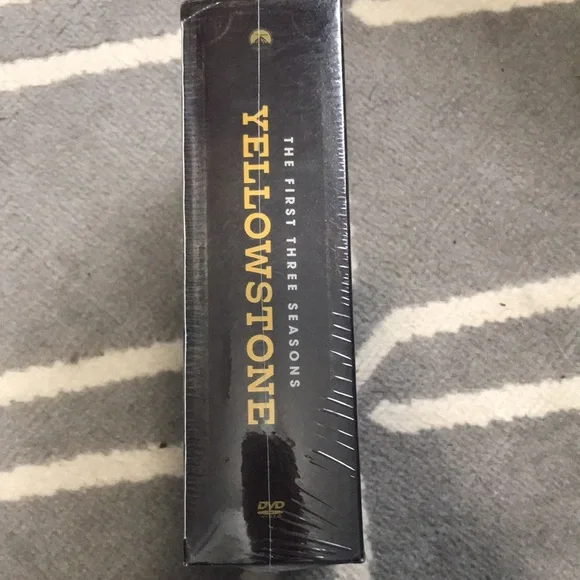 THE FIRST THREE SEASONS
YELLOWSTONE
DVD